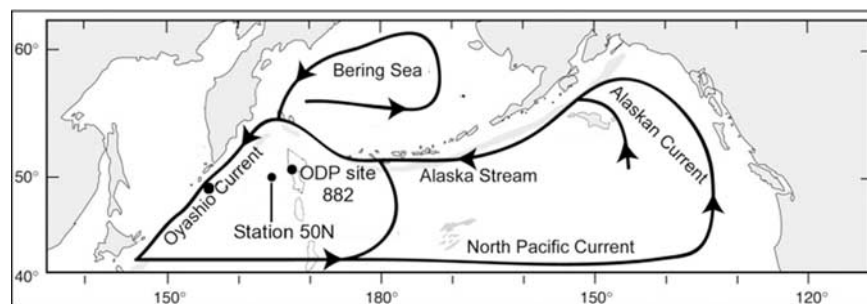 60°
Bering Sea
Alaskan Current
50°
Oyashio Current
ODP site
882
Alaska Stream
Station 50N
North Pacific Current
40°
150°
180°
150°
120°